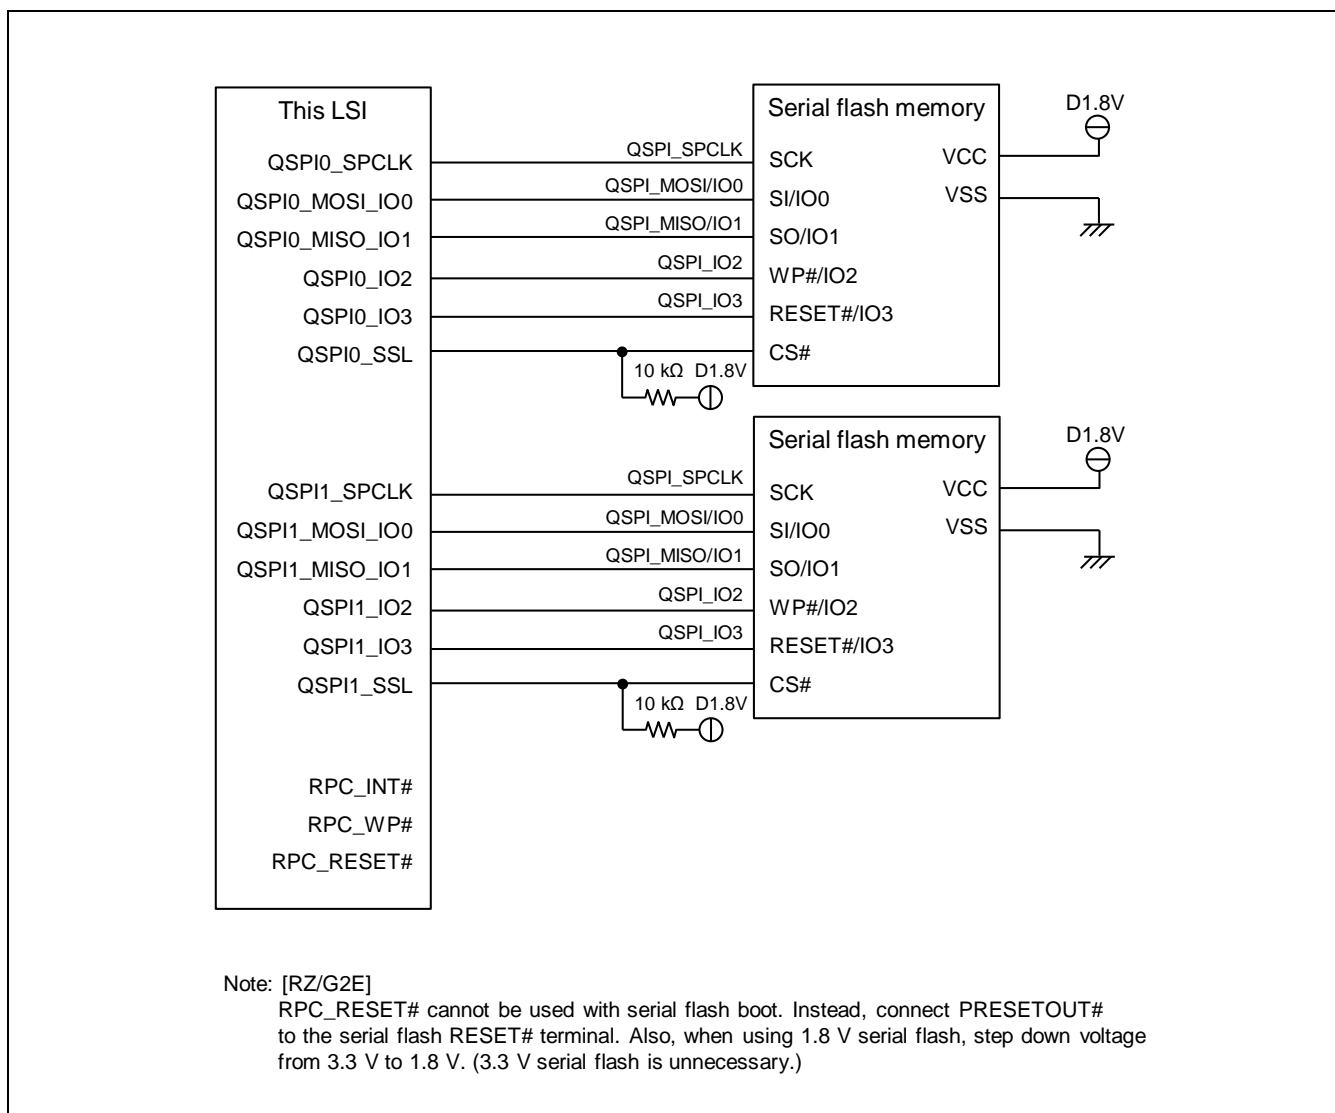 This LSI
QSPI0_SPCLK
QSPI0_MOSI_IO0
QSPI0_MISO_IO1
QSPI0_IO2
QSPI0_IO3
QSPI0_SSL
QSPI_SPCLK
QSPI_MOSI/IO0
QSPI_MISO/IO1
QSPI_IO2
QSPI_IO3
10 kΩ D1.8V
Serial flash memory
SCK
SI/IO0
SO/IO1
WP#/IO2
RESET#/IO3
CS#
VCC
VSS
D1.8V
QSPI1_SPCLK
QSPI1_MOSI_IO0
QSPI1_MISO_IO1
QSPI1_IO2
QSPI1_IO3
QSPI1_SSL
QSPI_SPCLK
QSPI_MOSI/IO0
QSPI_MISO/IO1
QSPI_IO2
QSPI_IO3
10 kΩ D1.8V
Serial flash memory
SCK
SI/IO0
SO/IO1
WP#/IO2
RESET#/IO3
CS#
VCC
VSS
D1.8V
RPC_INT#
RPC_WP#
RPC_RESET#
Note: [RZ/G2E]
RPC_RESET# cannot be used with serial flash boot. Instead, connect PRESETOUT#
to the serial flash RESET# terminal. Also, when using 1.8 V serial flash, step down voltage
from 3.3 V to 1.8 V. (3.3 V serial flash is unnecessary.)